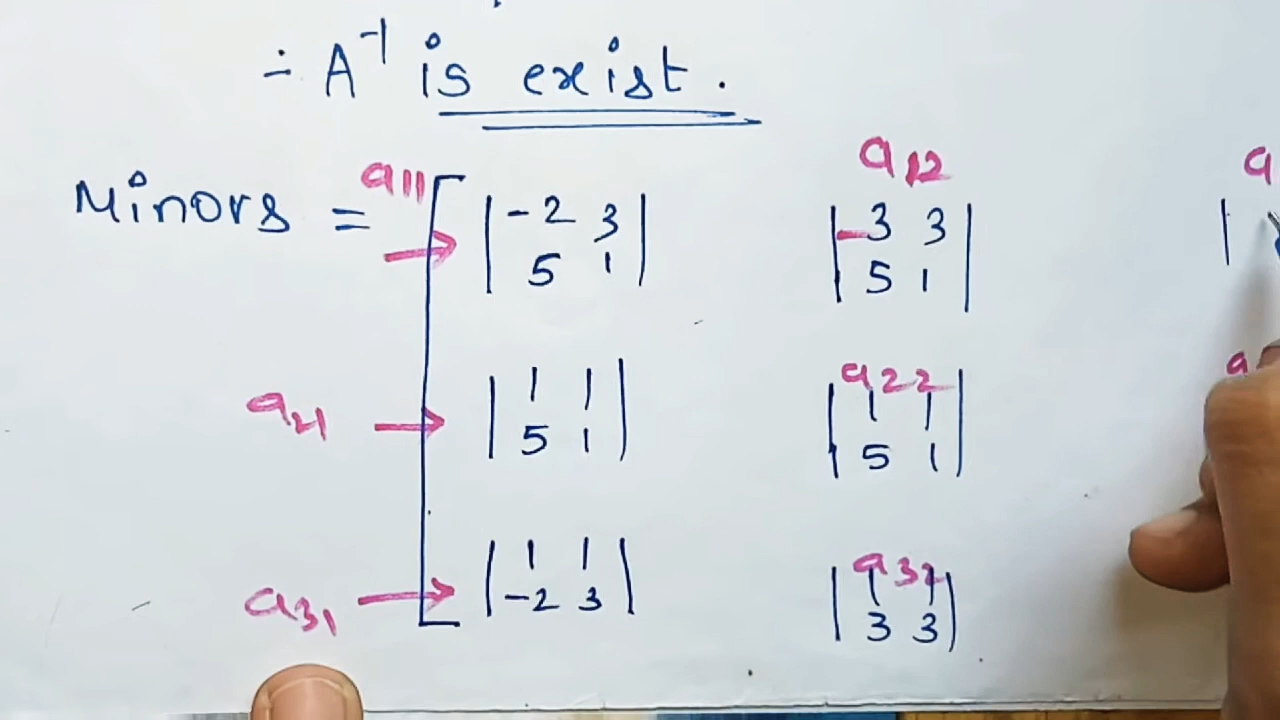 ∴ A⁻¹ is exist.
a11 a12 a
Minors = [ |-2 3| |-3 3| |
|5 1| |5 1|
a21 → |1 1| a22 |1 1|
|5 1| |5 1|
a31 → |1 1| a32 |1 1|
|-2 3| |3 3|